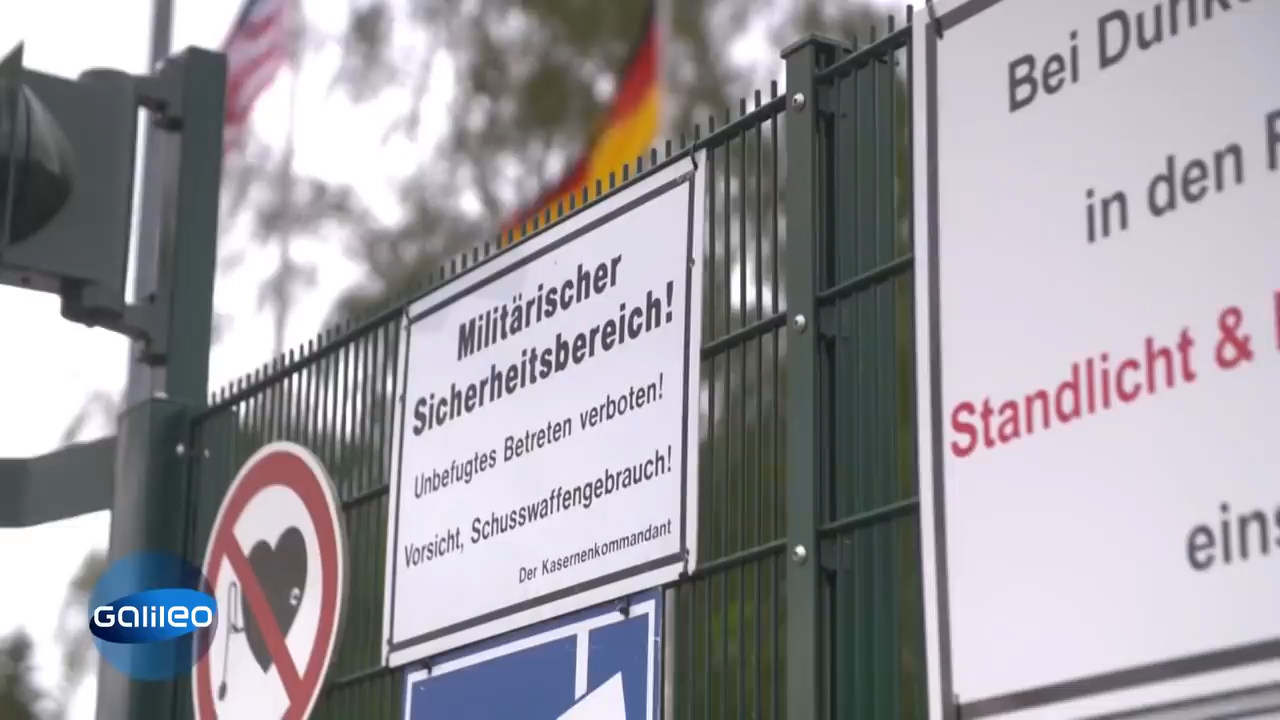 Militärischer
Sicherheitsbereich!
Unbefugtes Betreten verboten!
Vorsicht, Schusswaffengebrauch!
Der Kasernenkommandant
Bei
in den
Standlicht &
Galileo